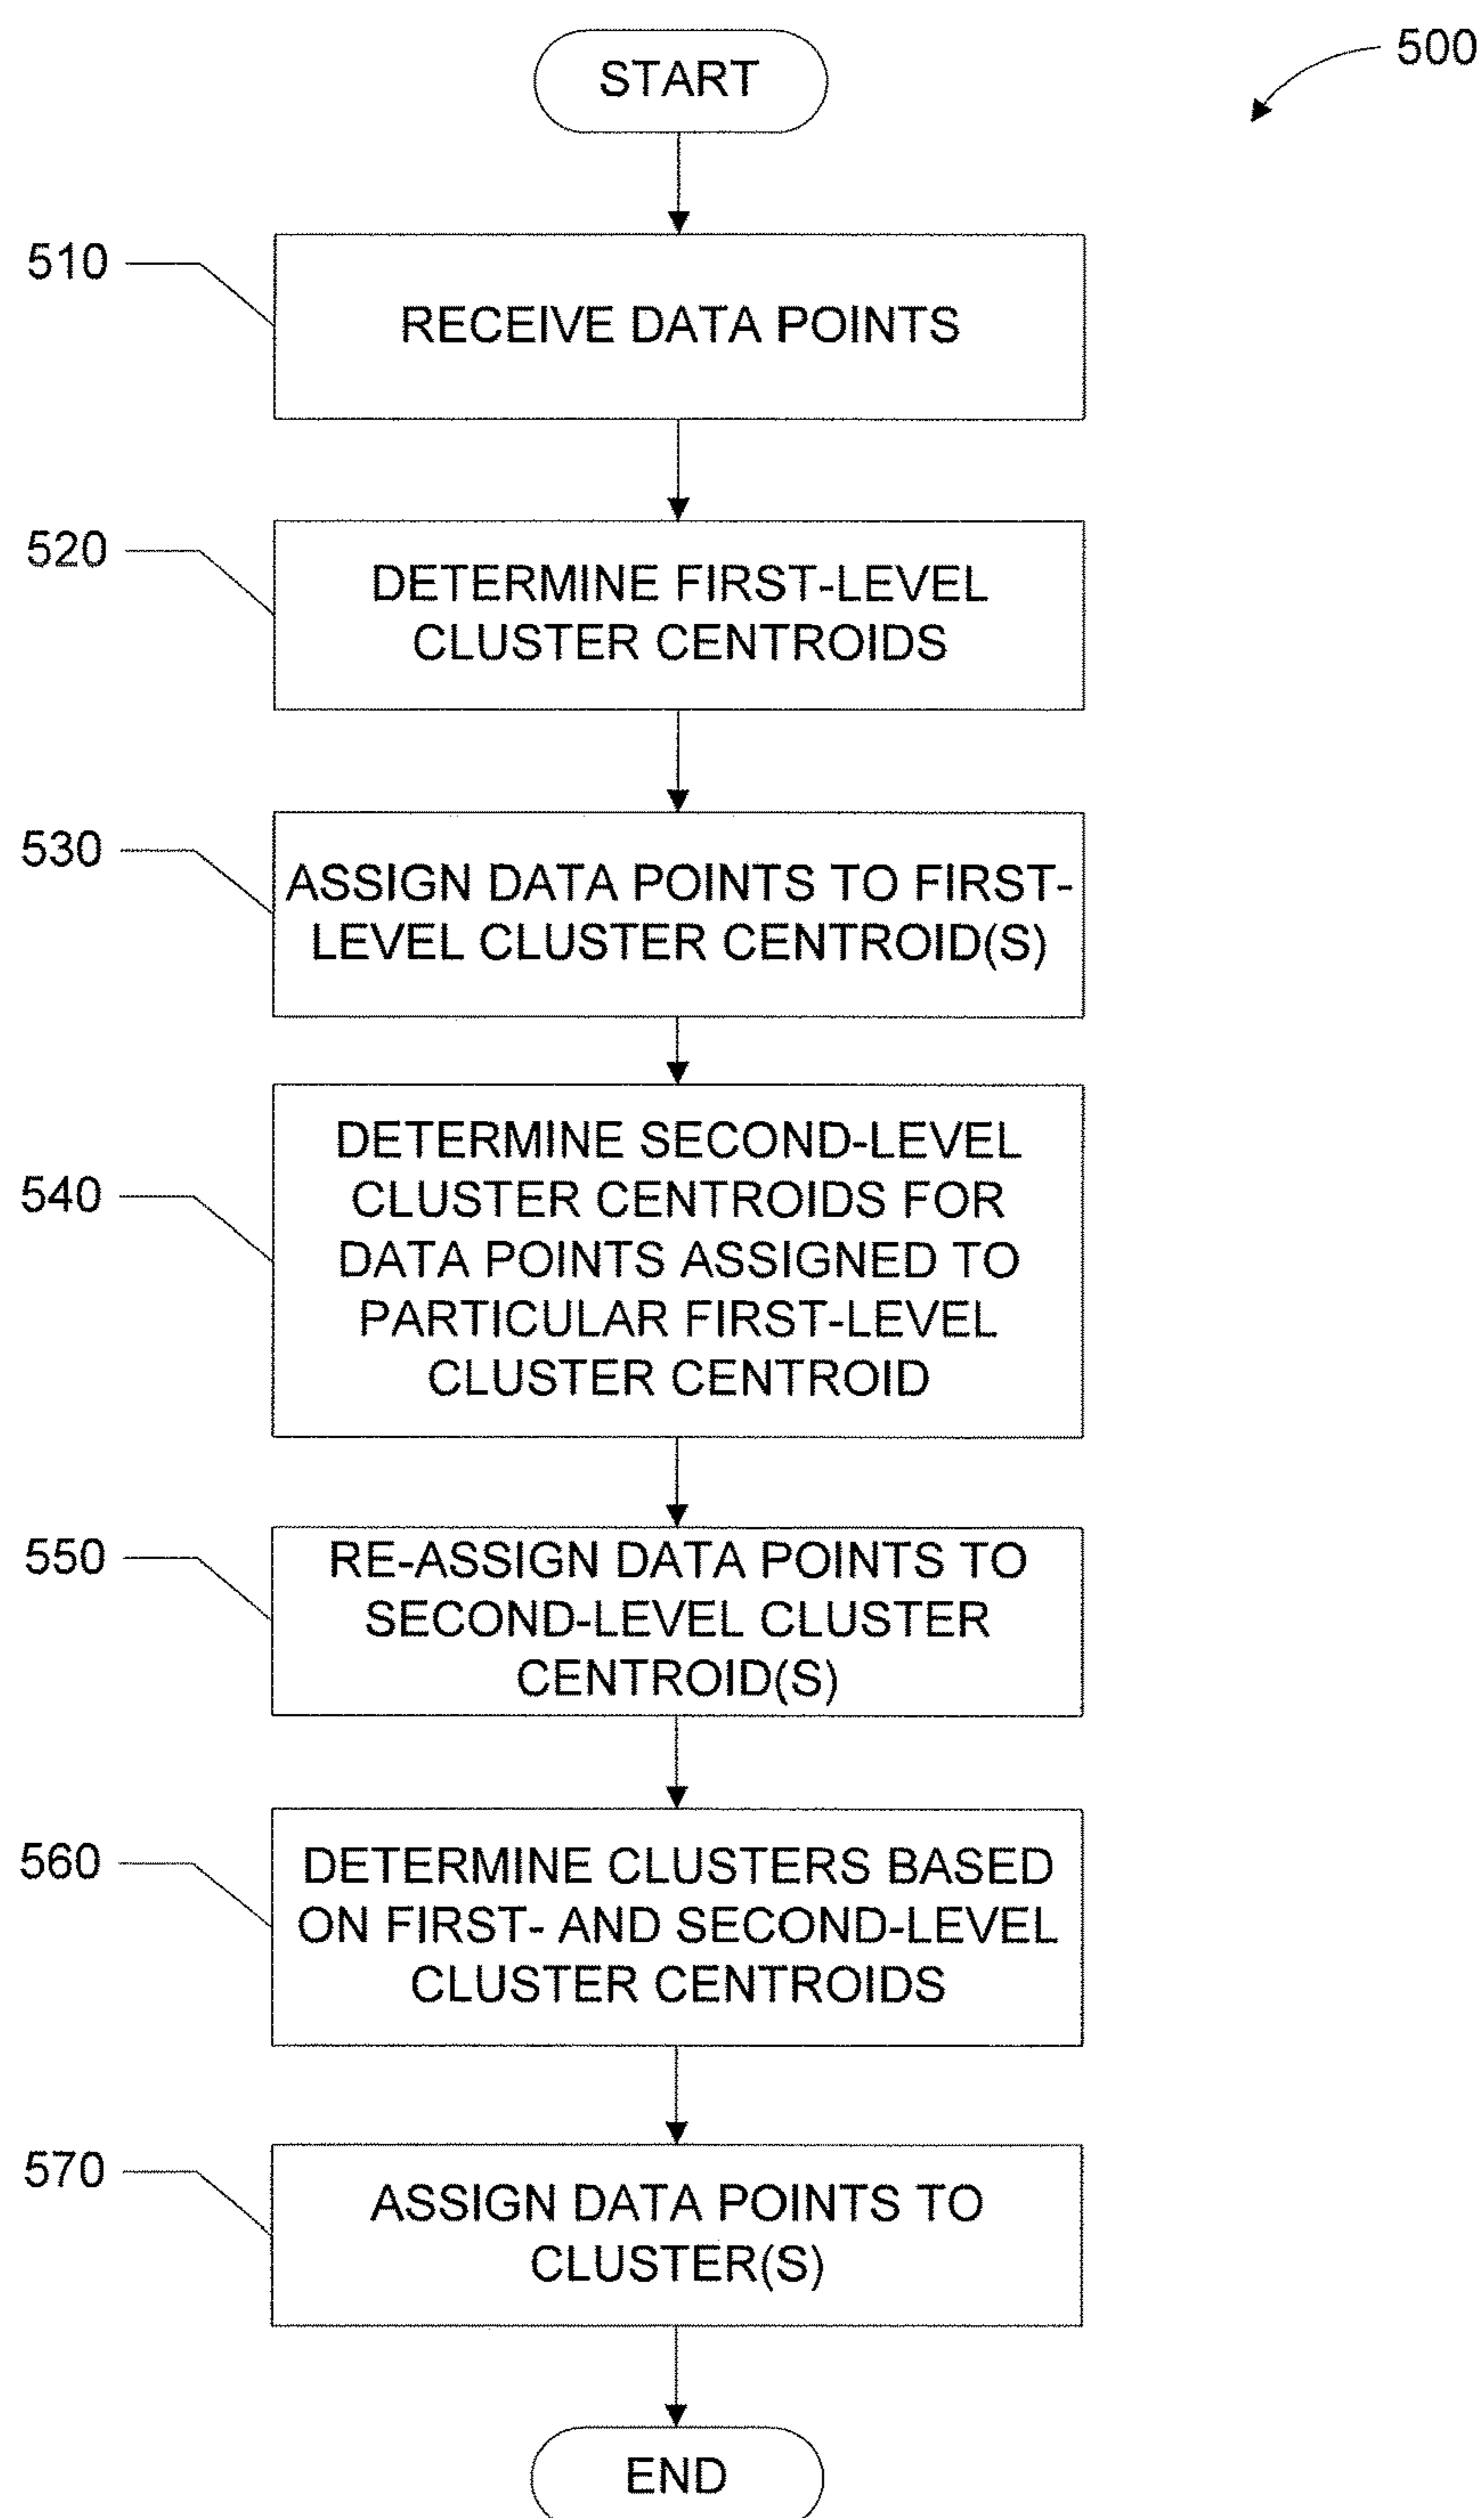 START
500
510
RECEIVE DATA POINTS
520
DETERMINE FIRST-LEVEL
CLUSTER CENTROIDS
530
ASSIGN DATA POINTS TO FIRST-
LEVEL CLUSTER CENTROID(S)
540
DETERMINE SECOND-LEVEL
CLUSTER CENTROIDS FOR
DATA POINTS ASSIGNED TO
PARTICULAR FIRST-LEVEL
CLUSTER CENTROID
550
RE-ASSIGN DATA POINTS TO
SECOND-LEVEL CLUSTER
CENTROID(S)
560
DETERMINE CLUSTERS BASED
ON FIRST- AND SECOND-LEVEL
CLUSTER CENTROIDS
570
ASSIGN DATA POINTS TO
CLUSTER(S)
END